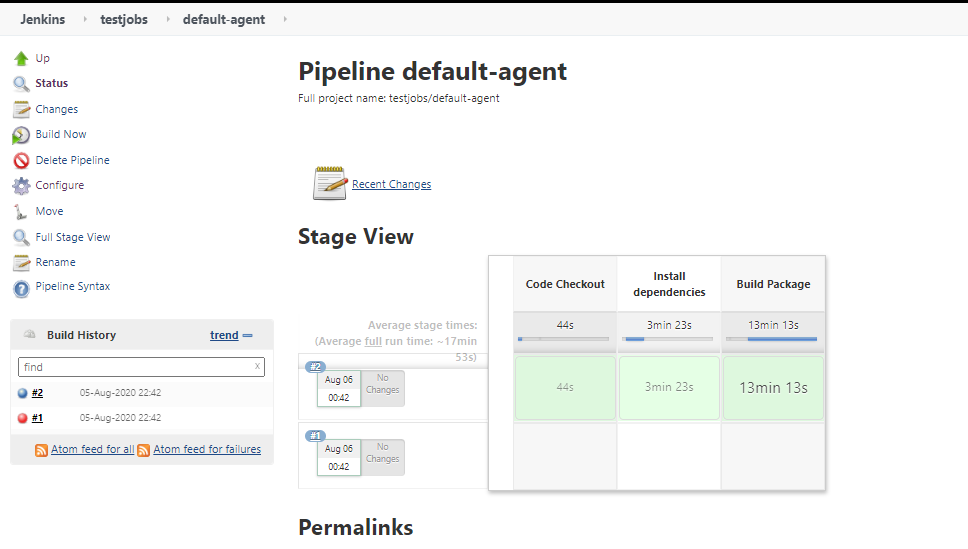 Jenkins testjobs default-agent
Up
Status
Changes
Build Now
Delete Pipeline
Configure
Move
Full Stage View
Rename
Pipeline Syntax
Build History trend
find x
#2 05-Aug-2020 22:42
#1 05-Aug-2020 22:42
Atom feed for all Atom feed for failures
Pipeline default-agent
Full project name: testjobs/default-agent
Recent Changes
Stage View
Code Checkout Install dependencies Build Package
Average stage times:
(Average full run time: ~17min
53s)
44s 3min 23s 13min 13s
#2
Aug 06
00:42
No
Changes
44s 3min 23s 13min 13s
#1
Aug 06
00:42
No
Changes
Permalinks